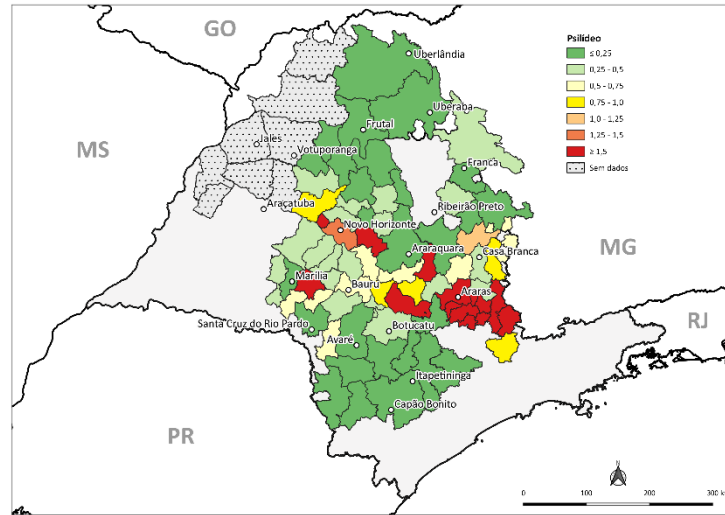 GO
Uberlândia
Psilídeo
≤ 0,25
0,25 - 0,5
0,5 - 0,75
0,75 - 1,0
1,0 - 1,25
1,25 - 1,5
≥ 1,5
Sem dados
Uberaba
Frutal
MS
Jales
Votuporanga
Franca
Araçatuba
Ribeirão Preto
Novo Horizonte
MG
Araraquara
Casa Branca
Marília
Bauru
Araras
Santa Cruz do Rio Pardo
Botucatu
RJ
Avaré
Itapetininga
Capão Bonito
PR
N
0 100 200 300 k